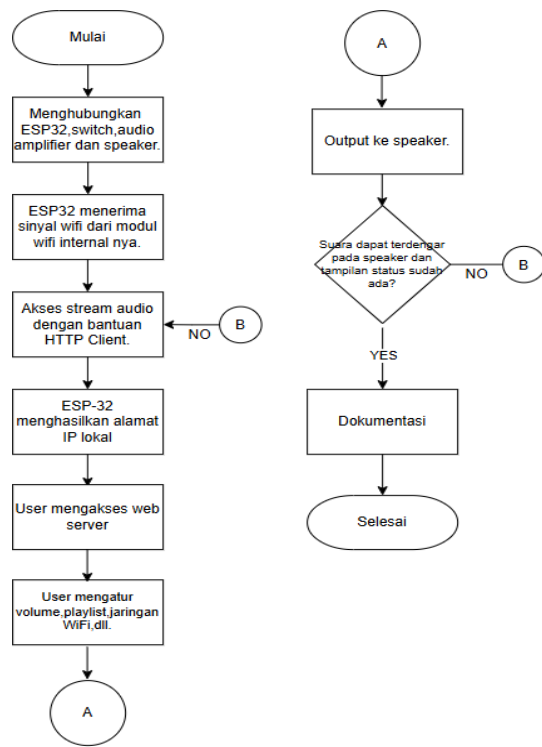 Mulai
Menghubungkan
ESP32,switch,audio
amplifier dan speaker.
ESP32 menerima
sinyal wifi dari modul
wifi internal nya.
Akses stream audio
dengan bantuan
HTTP Client.
NO
B
ESP-32
menghasilkan alamat
IP lokal
User mengakses web
server
User mengatur
volume,playlist,jaringan
WiFi,dll.
A
A
Output ke speaker.
Suara dapat terdengar
pada speaker dan
tampilan status sudah
ada?
NO
B
YES
Dokumentasi
Selesai